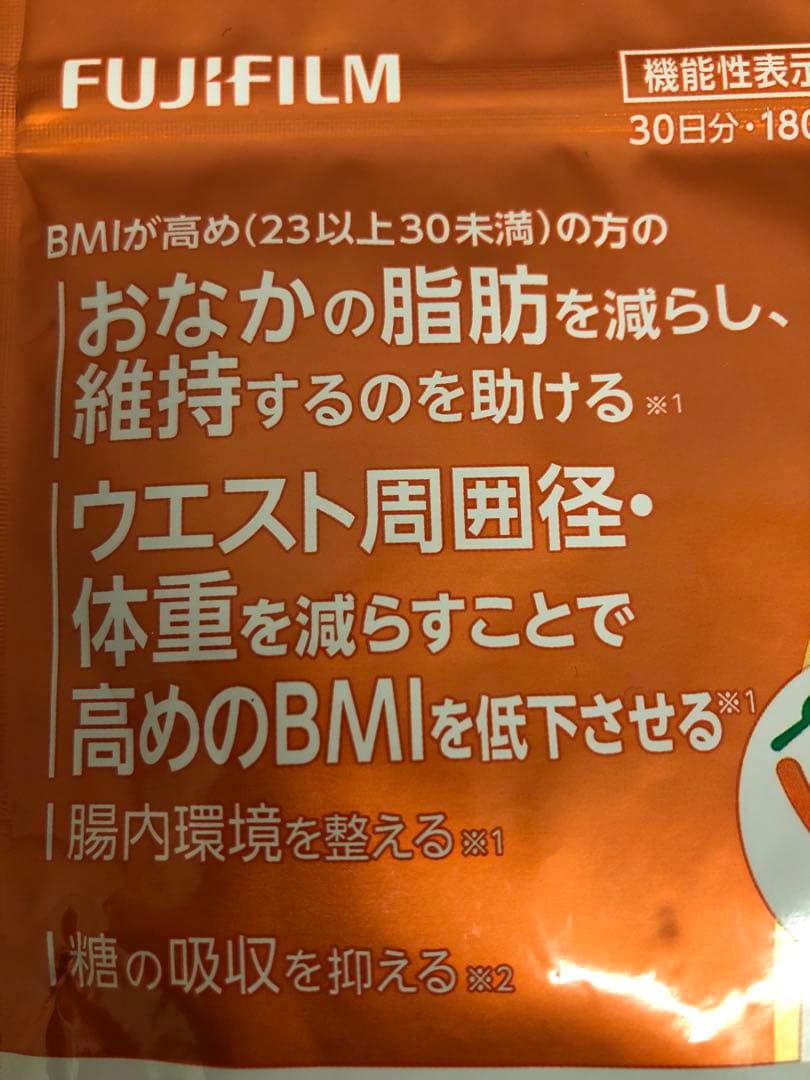 FUJIFILM
機能性表示
30日分・180
BMIが高め(23以上30未満)の方の
おなかの脂肪を減らし、
維持するのを助ける※1
ウエスト周囲径・
体重を減らすことで
高めのBMIを低下させる※1
腸内環境を整える※1
糖の吸収を抑える※2